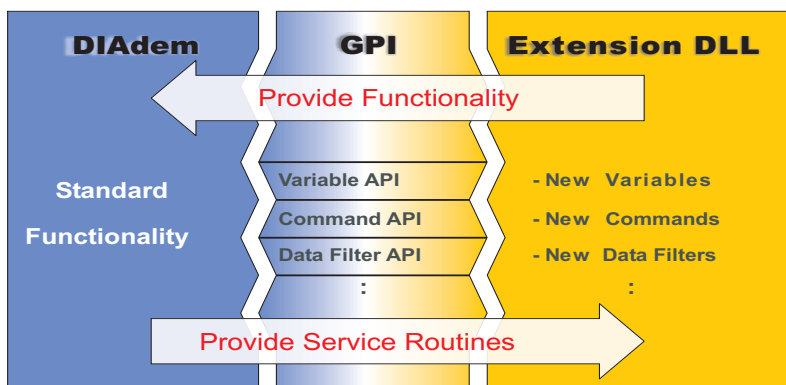 DIAdem
GPI
Extension DLL
Provide Functionality
Standard
Functionality
Variable API
Command API
Data Filter API
:
- New Variables
- New Commands
- New Data Filters
:
Provide Service Routines